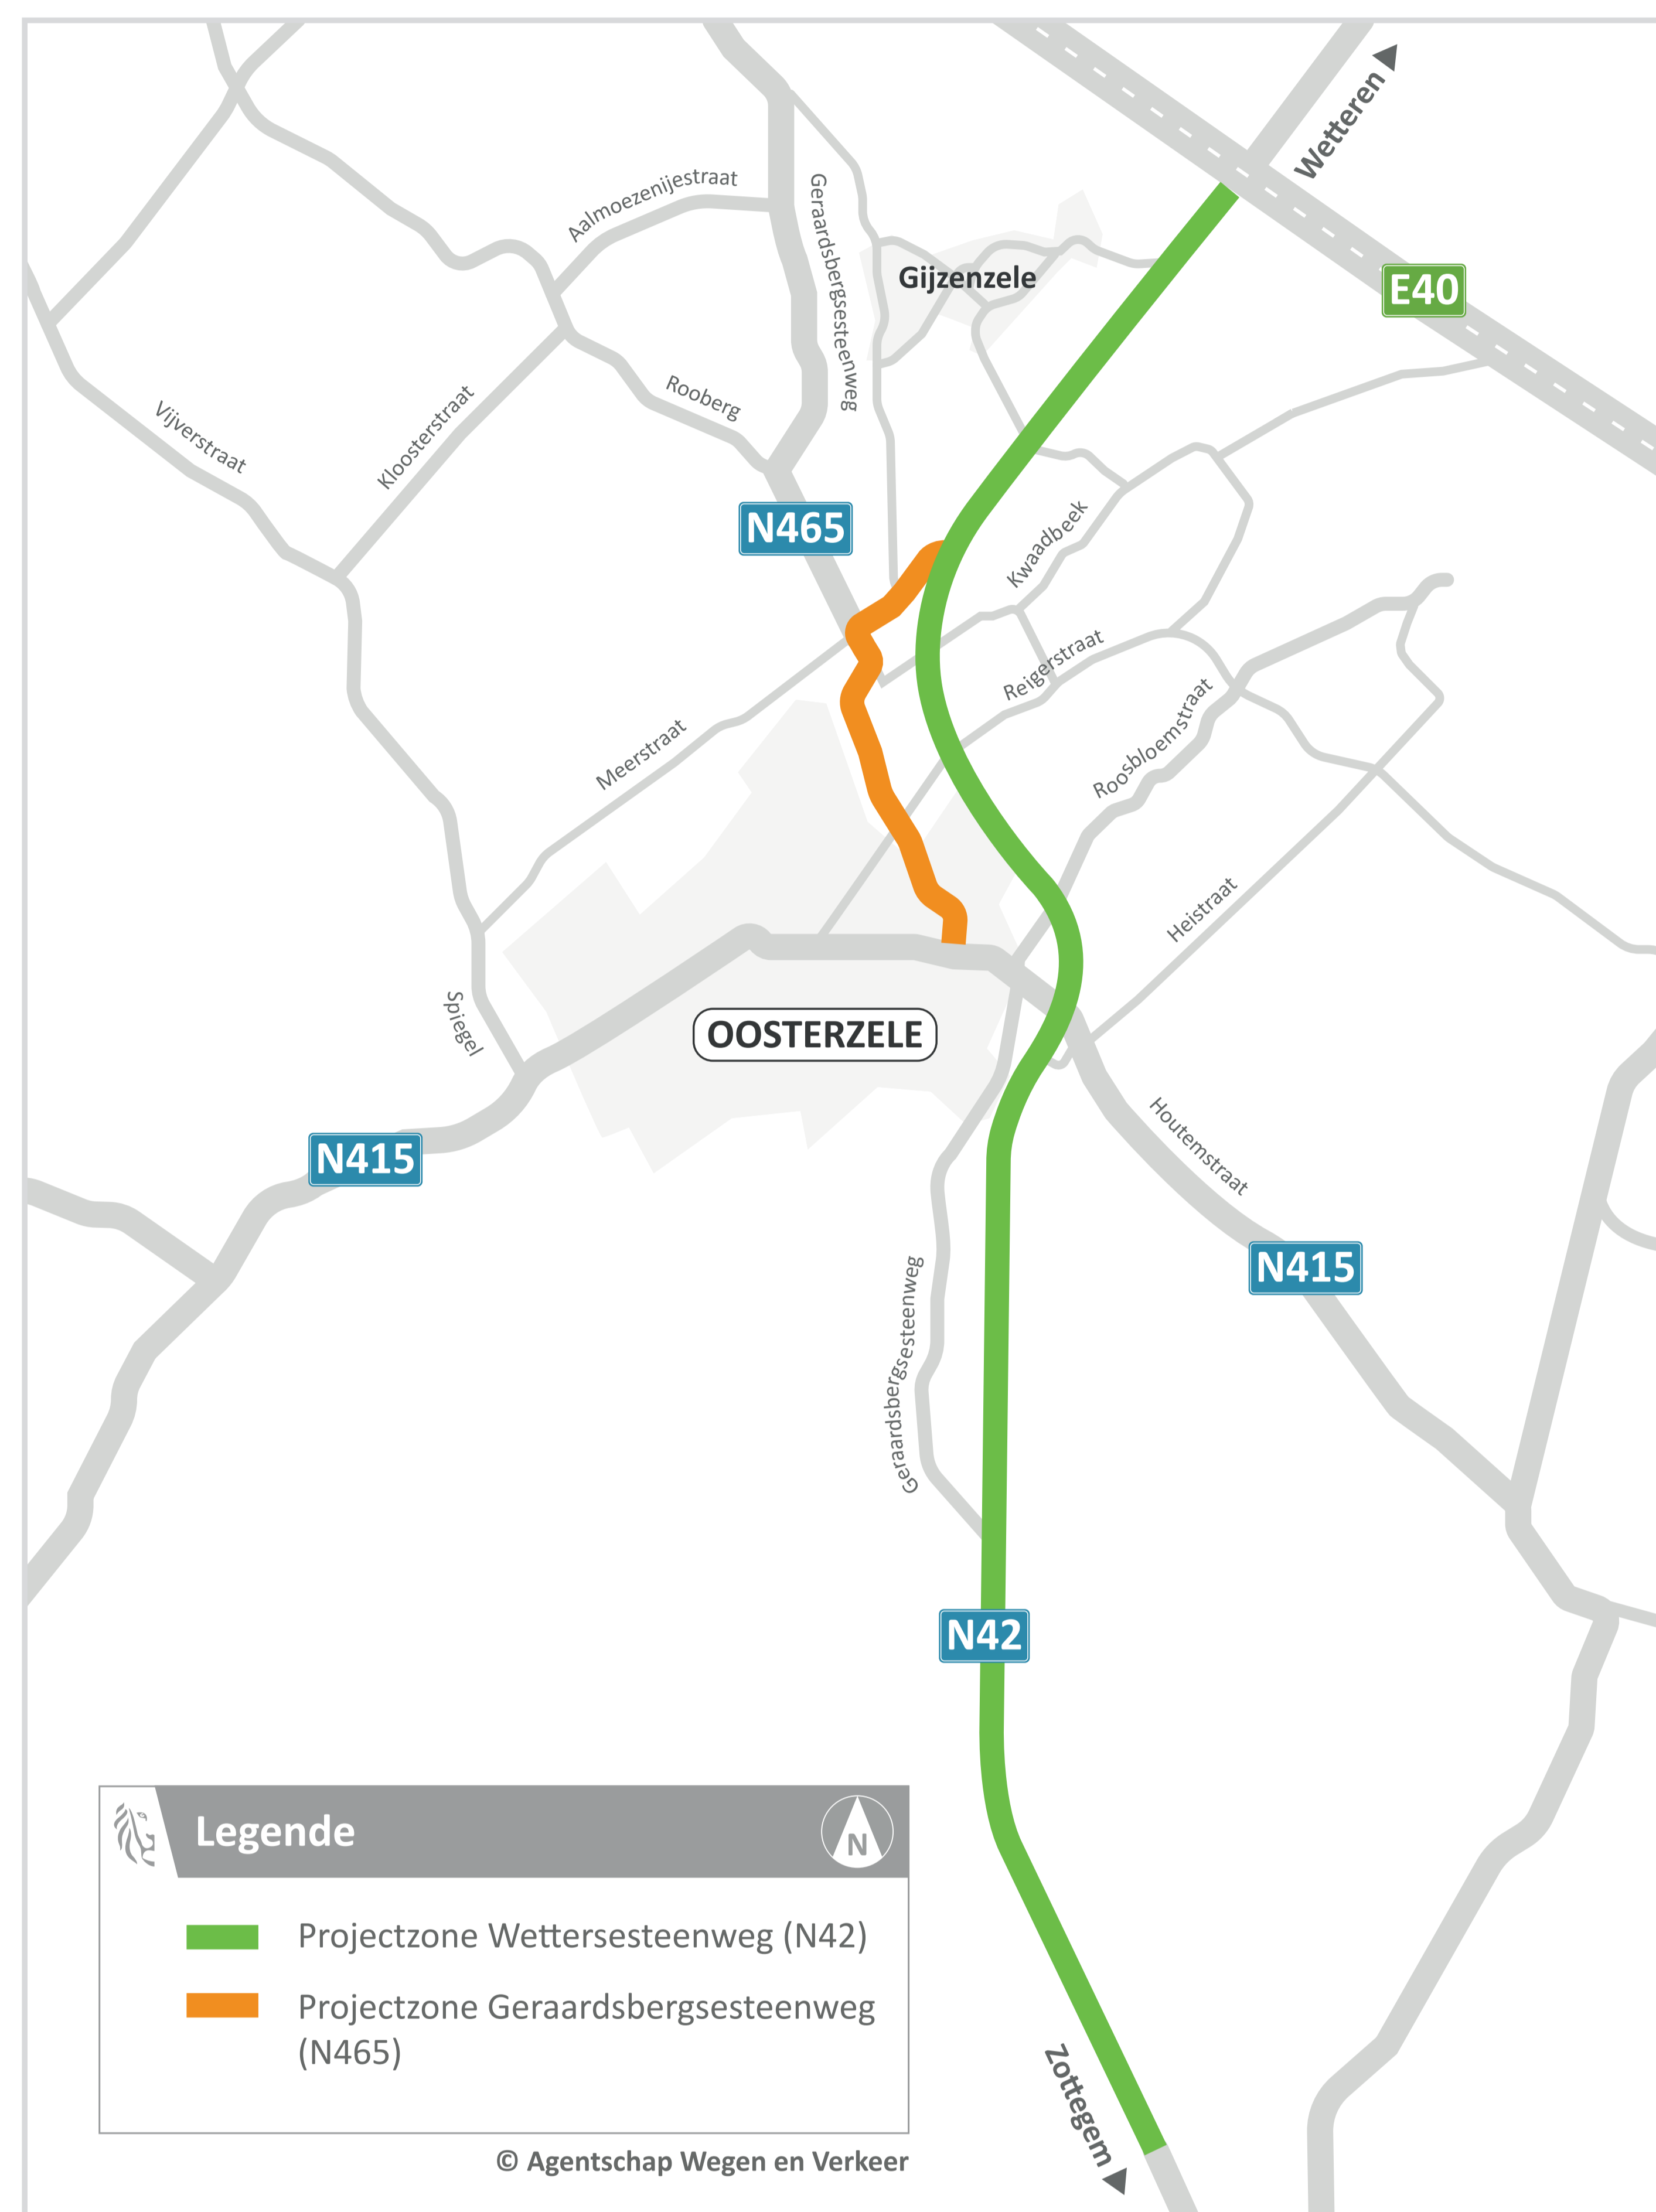 Wetteren
Aalmoezenijestraat
Geraardsbergsesteenweg
Gijzenzele
E40
Rooberg
Kloosterstraat
Vijverstraat
N465
Kwaadbeek
Reigerstraat
Roosbloemstraat
Meerstraat
Heistraat
Spiegel
OOSTERZELE
Houtemstraat
N415
N415
Geraardsbergsesteenweg
N42
Legende
N
Projectzone Wettersesteenweg (N42)
Projectzone Geraardsbergsesteenweg
(N465)
Zottegem
© Agentschap Wegen en Verkeer